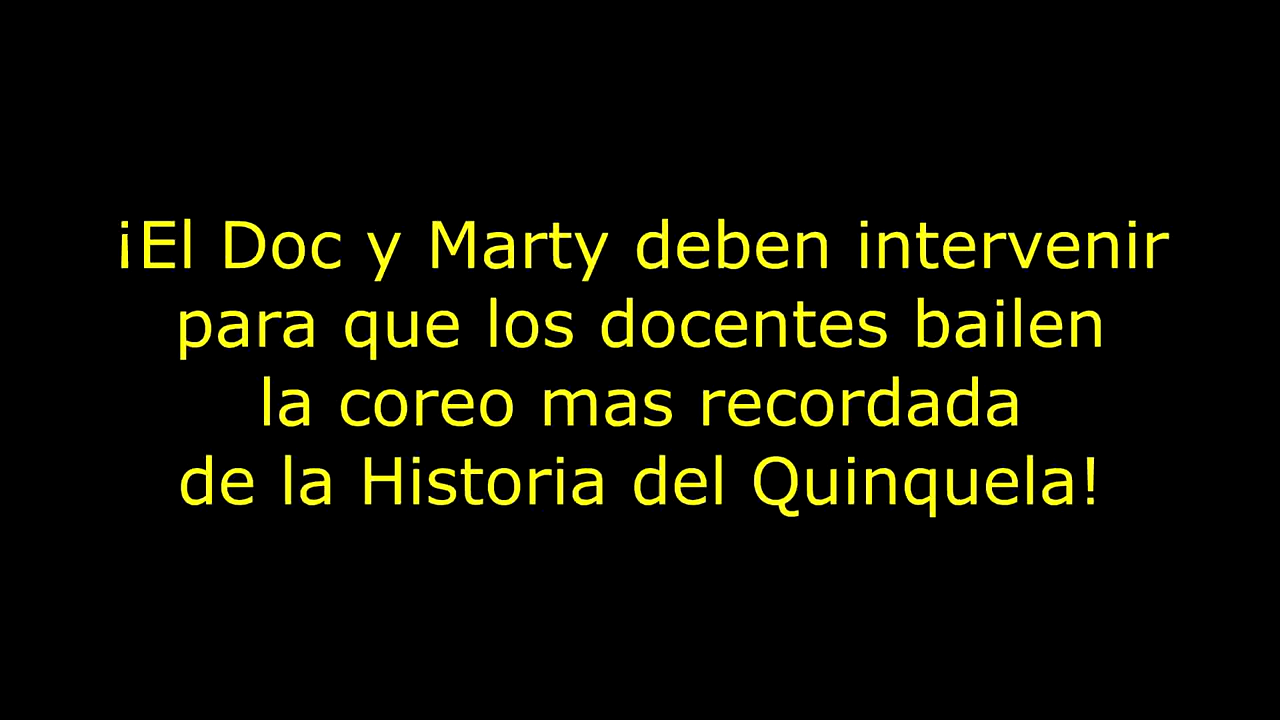 ¡El Doc y Marty deben intervenir
para que los docentes bailen
la coreo mas recordada
de la Historia del Quinquela!